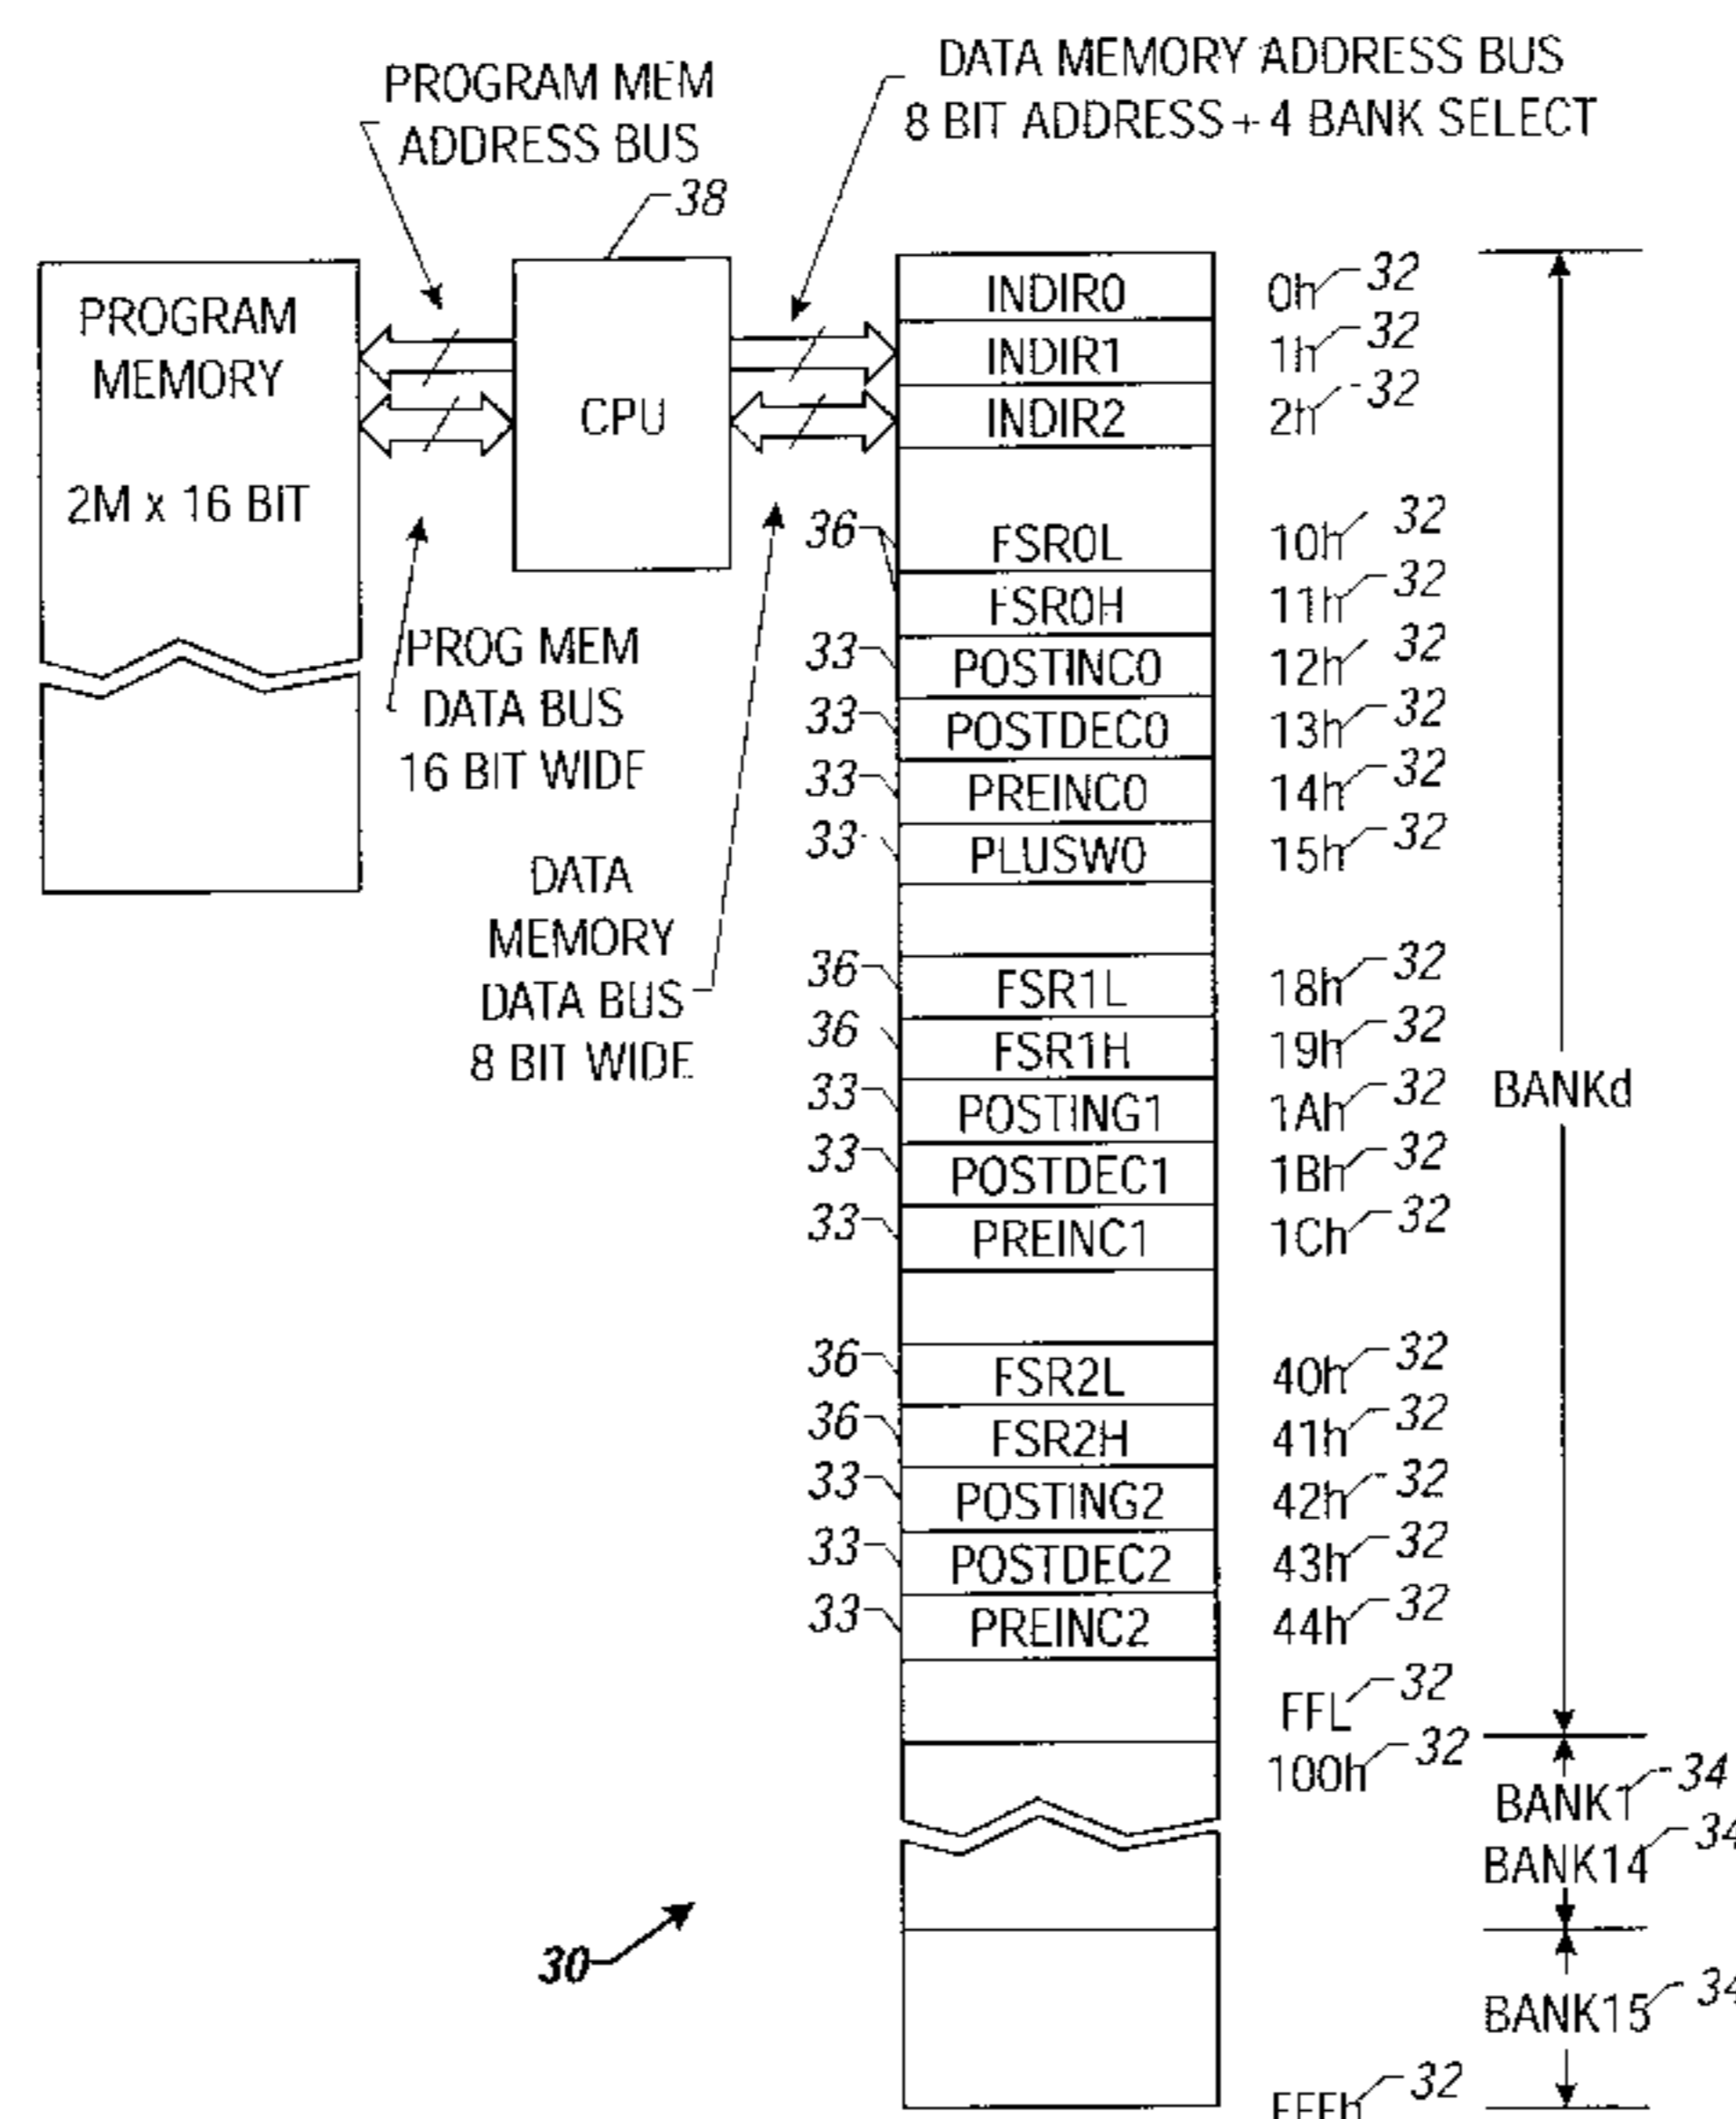 PROGRAM MEM
ADDRESS BUS
DATA MEMORY ADDRESS BUS
8 BIT ADDRESS + 4 BANK SELECT
38
PROGRAM
MEMORY
2M x 16 BIT
CPU
PROG MEM
DATA BUS
16 BIT WIDE
DATA
MEMORY
DATA BUS
8 BIT WIDE
INDIR0 0h 32
INDIR1 1h 32
INDIR2 2h 32
36 FSR0L 10h 32
FSR0H 11h 32
33 POSTINC0 12h 32
33 POSTDEC0 13h 32
33 PREINC0 14h 32
33 PLUSW0 15h 32
36 FSR1L 18h 32
36 FSR1H 19h 32
33 POSTING1 1Ah 32
33 POSTDEC1 1Bh 32
33 PREINC1 1Ch 32
36 FSR2L 40h 32
36 FSR2H 41h 32
33 POSTING2 42h 32
33 POSTDEC2 43h 32
33 PREINC2 44h 32
FFL 32
100h 32
BANKd
BANK1 34
BANK14 34
BANK15 34
FFFh 32
30